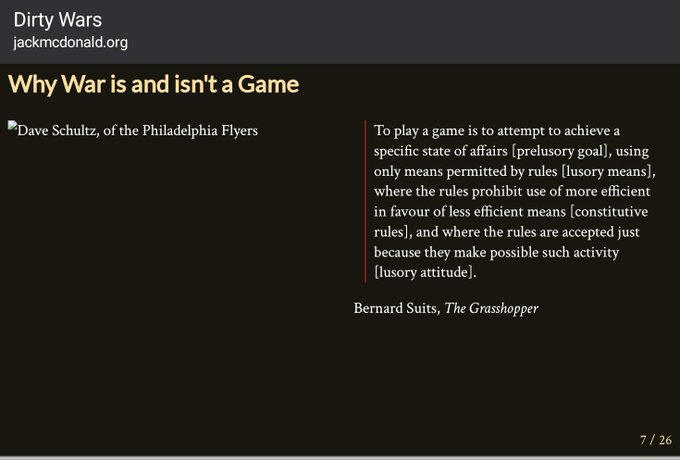 Dirty Wars
jackmcdonald.org
Why War is and isn't a Game
Dave Schultz, of the Philadelphia Flyers
To play a game is to attempt to achieve a
specific state of affairs [prelusory goal], using
only means permitted by rules [lusory means],
where the rules prohibit use of more efficient
in favour of less efficient means [constitutive
rules], and where the rules are accepted just
because they make possible such activity
[lusory attitude].
Bernard Suits, The Grasshopper
7 / 26